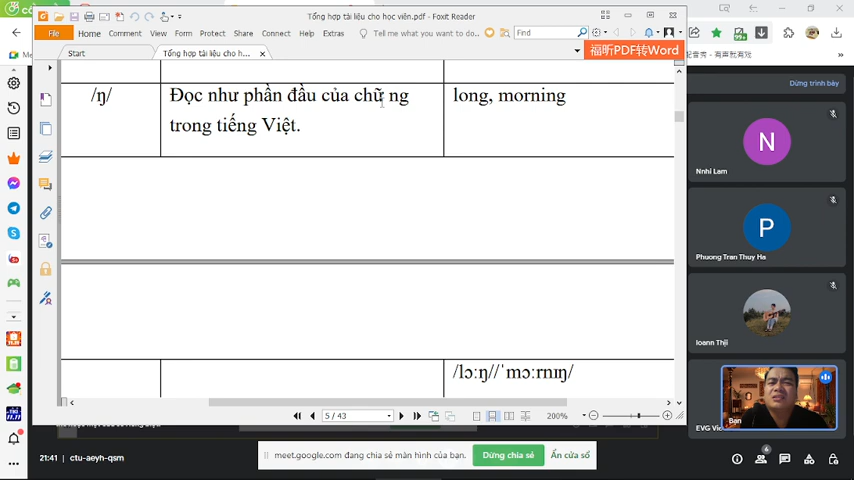 Tổng hợp tài liệu cho học viên.pdf - Foxit Reader
File Home Comment View Form Protect Share Connect Help Extras Tell me what you want to do... Find
Start Tổng hợp tài liệu cho h...
福昕PDF转Word
/ŋ/
Đọc như phần đầu của chữ ng
trong tiếng Việt.
long, morning
/lɔːŋ//ˈmɔːrnɪŋ/
5 / 43
200%
Dừng trình bày
N
Nnhi Lam
P
Phuong Tran Thuy Ha
Ioann Thịi
Bạn
6
21:41 ctu-aeyh-qsm
meet.google.com đang chia sẻ màn hình của bạn.
Dừng chia sẻ
Ẩn cửa sổ